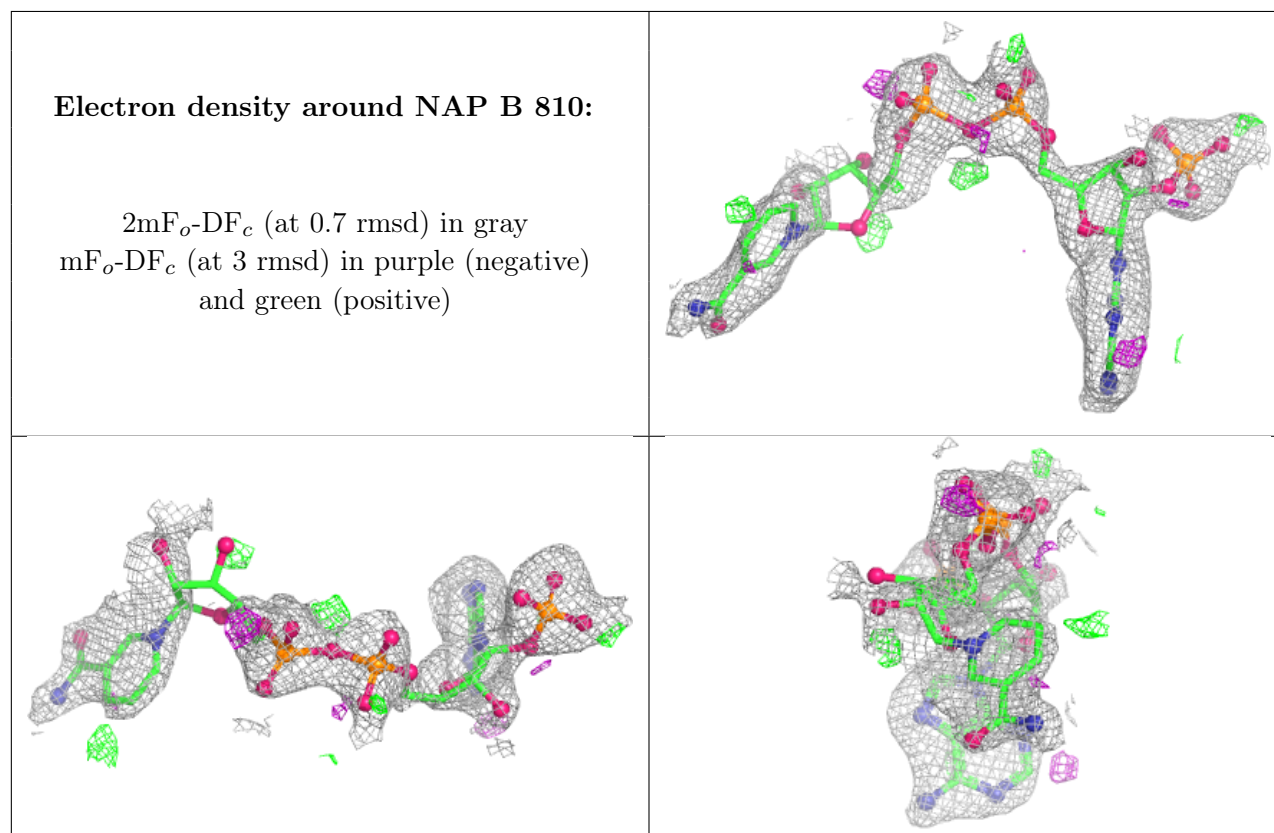 Electron density around NAP B 810:
2mFo-DFc (at 0.7 rmsd) in gray
mFo-DFc (at 3 rmsd) in purple (negative)
and green (positive)